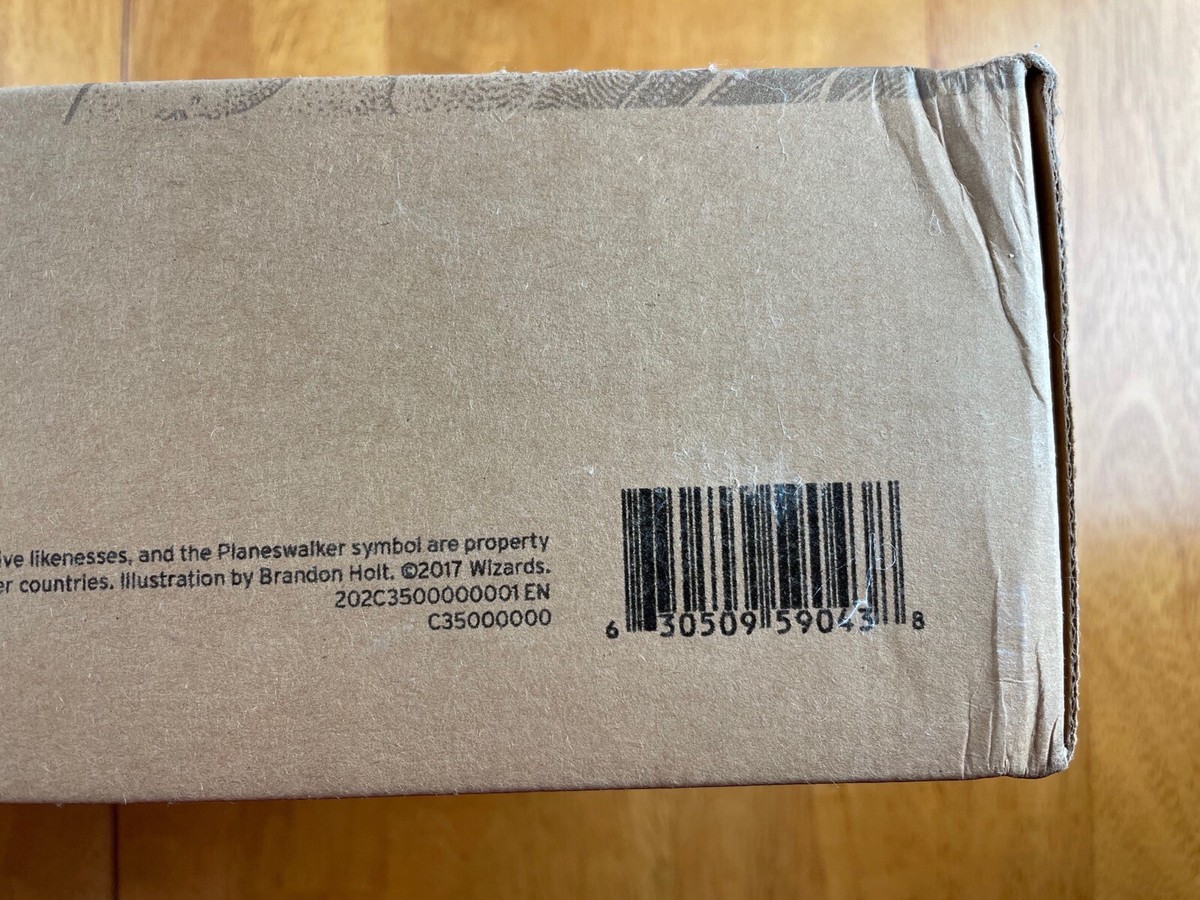 ive likenesses, and the Planeswalker symbol are property
er countries. Illustration by Brandon Holt. ©2017 Wizards.
202C3500000001 EN
C35000000
6 30509 59043 8